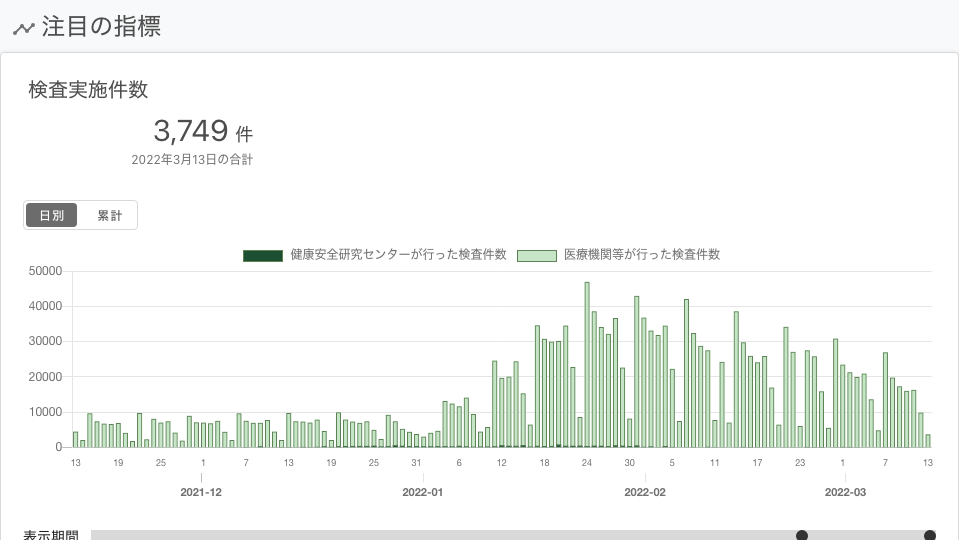 注目の指標
検査実施件数
3,749 件
2022年3月13日の合計
日別 累計
健康安全研究センターが行った検査件数 医療機関等が行った検査件数
50000
40000
30000
20000
10000
0
13 19 25 1 7 13 19 25 31 6 12 18 24 30 5 11 17 23 1 7 13
2021-12 2022-01 2022-02 2022-03
表示期間